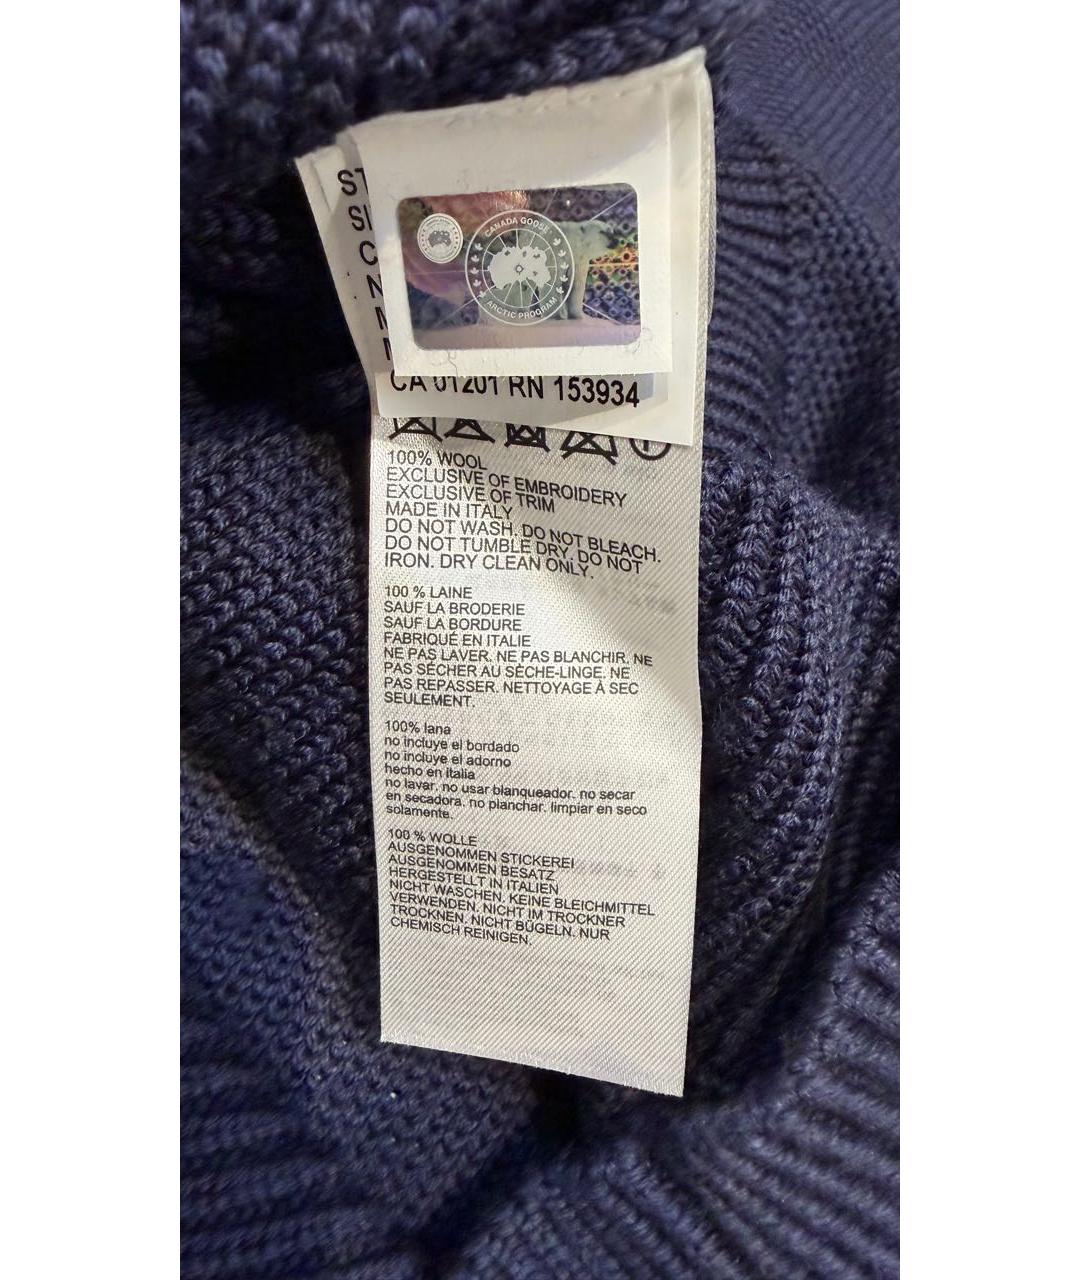 CANADA GOOSE
ARCTIC PROGRAM
CA 01201 RN 153934
100% WOOL
EXCLUSIVE OF EMBROIDERY
EXCLUSIVE OF TRIM
MADE IN ITALY
DO NOT WASH. DO NOT BLEACH.
DO NOT TUMBLE DRY. DO NOT
IRON. DRY CLEAN ONLY.
100 % LAINE
SAUF LA BRODERIE
SAUF LA BORDURE
FABRIQUÉ EN ITALIE
NE PAS LAVER. NE PAS BLANCHIR. NE
PAS SÉCHER AU SÈCHE-LINGE. NE
PAS REPASSER. NETTOYAGE À SEC
SEULEMENT.
100% lana
no incluye el bordado
no incluye el adorno
hecho en italia
no lavar. no usar blanqueador. no secar
en secadora. no planchar. limpiar en seco
solamente.
100 % WOLLE
AUSGENOMMEN STICKEREI
AUSGENOMMEN BESATZ
HERGESTELLT IN ITALIEN
NICHT WASCHEN. KEINE BLEICHMITTEL
VERWENDEN. NICHT IM TROCKNER
TROCKNEN. NICHT BÜGELN. NUR
CHEMISCH REINIGEN.